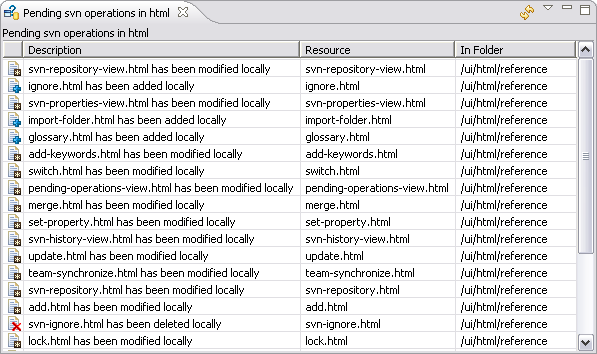 Pending svn operations in html
Pending svn operations in html
Description Resource In Folder
svn-repository-view.html has been modified locally svn-repository-view.html /ui/html/reference
ignore.html has been added locally ignore.html /ui/html/reference
svn-properties-view.html has been modified locally svn-properties-view.html /ui/html/reference
import-folder.html has been added locally import-folder.html /ui/html/reference
glossary.html has been added locally glossary.html /ui/html/reference
add-keywords.html has been modified locally add-keywords.html /ui/html/reference
switch.html has been modified locally switch.html /ui/html/reference
pending-operations-view.html has been modified locally pending-operations-view.html /ui/html/reference
merge.html has been modified locally merge.html /ui/html/reference
set-property.html has been modified locally set-property.html /ui/html/reference
svn-history-view.html has been modified locally svn-history-view.html /ui/html/reference
update.html has been modified locally update.html /ui/html/reference
team-synchronize.html has been modified locally team-synchronize.html /ui/html/reference
svn-repository.html has been modified locally svn-repository.html /ui/html/reference
add.html has been modified locally add.html /ui/html/reference
svn-ignore.html has been deleted locally svn-ignore.html /ui/html/reference
lock.html has been modified locally lock.html /ui/html/reference